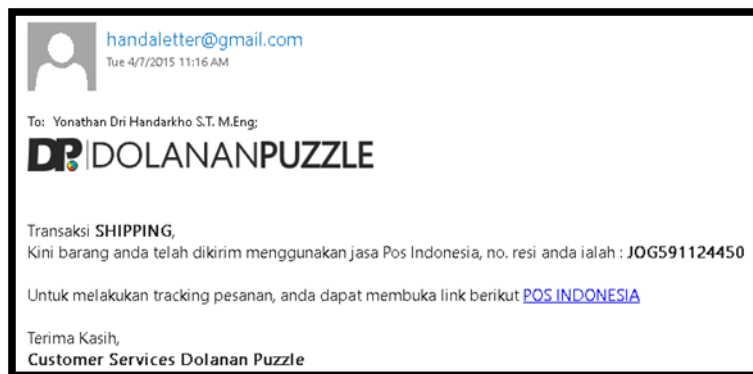 handaletter@gmail.com
Tue 4/7/2015 11:16 AM
To: Yonathan Dri Handarkho S.T. M.Eng;
DP DOLANANPUZZLE
Transaksi SHIPPING,
Kini barang anda telah dikirim menggunakan jasa Pos Indonesia, no. resi anda ialah : JOG591124450
Untuk melakukan tracking pesanan, anda dapat membuka link berikut POS INDONESIA
Terima Kasih,
Customer Services Dolanan Puzzle